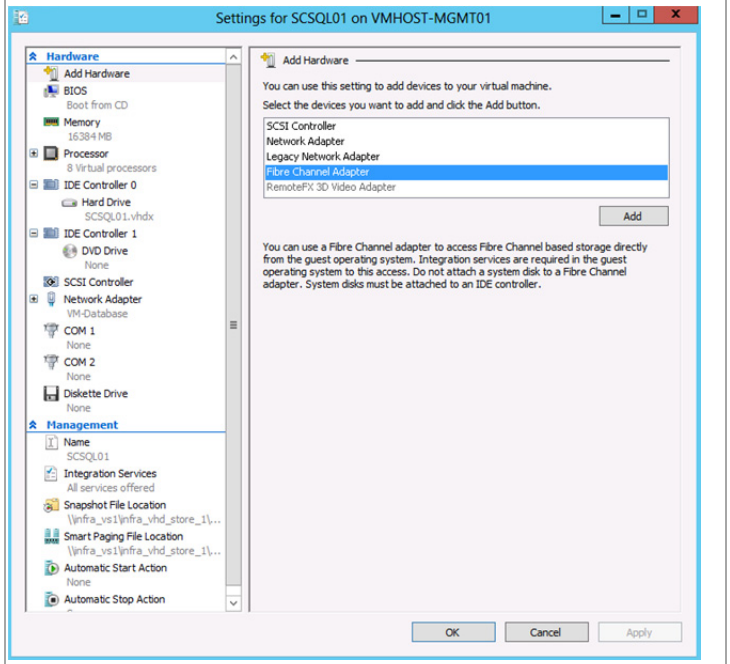 Settings for SCSQL01 on VMHOST-MGMT01
Hardware
Add Hardware
BIOS
Boot from CD
Memory
16384 MB
Processor
8 Virtual processors
IDE Controller 0
Hard Drive
SCSQL01.vhdx
IDE Controller 1
DVD Drive
None
SCSI Controller
Network Adapter
VM-Database
COM 1
None
COM 2
None
Diskette Drive
None
Management
Name
SCSQL01
Integration Services
All services offered
Snapshot File Location
\\infra_vs1\infra_vhd_store_1\...
Smart Paging File Location
\\infra_vs1\infra_vhd_store_1\...
Automatic Start Action
None
Automatic Stop Action
Add Hardware
You can use this setting to add devices to your virtual machine.
Select the devices you want to add and click the Add button.
SCSI Controller
Network Adapter
Legacy Network Adapter
Fibre Channel Adapter
RemoteFX 3D Video Adapter
Add
You can use a Fibre Channel adapter to access Fibre Channel based storage directly
from the guest operating system. Integration services are required in the guest
operating system to this access. Do not attach a system disk to a Fibre Channel
adapter. System disks must be attached to an IDE controller.
OK
Cancel
Apply